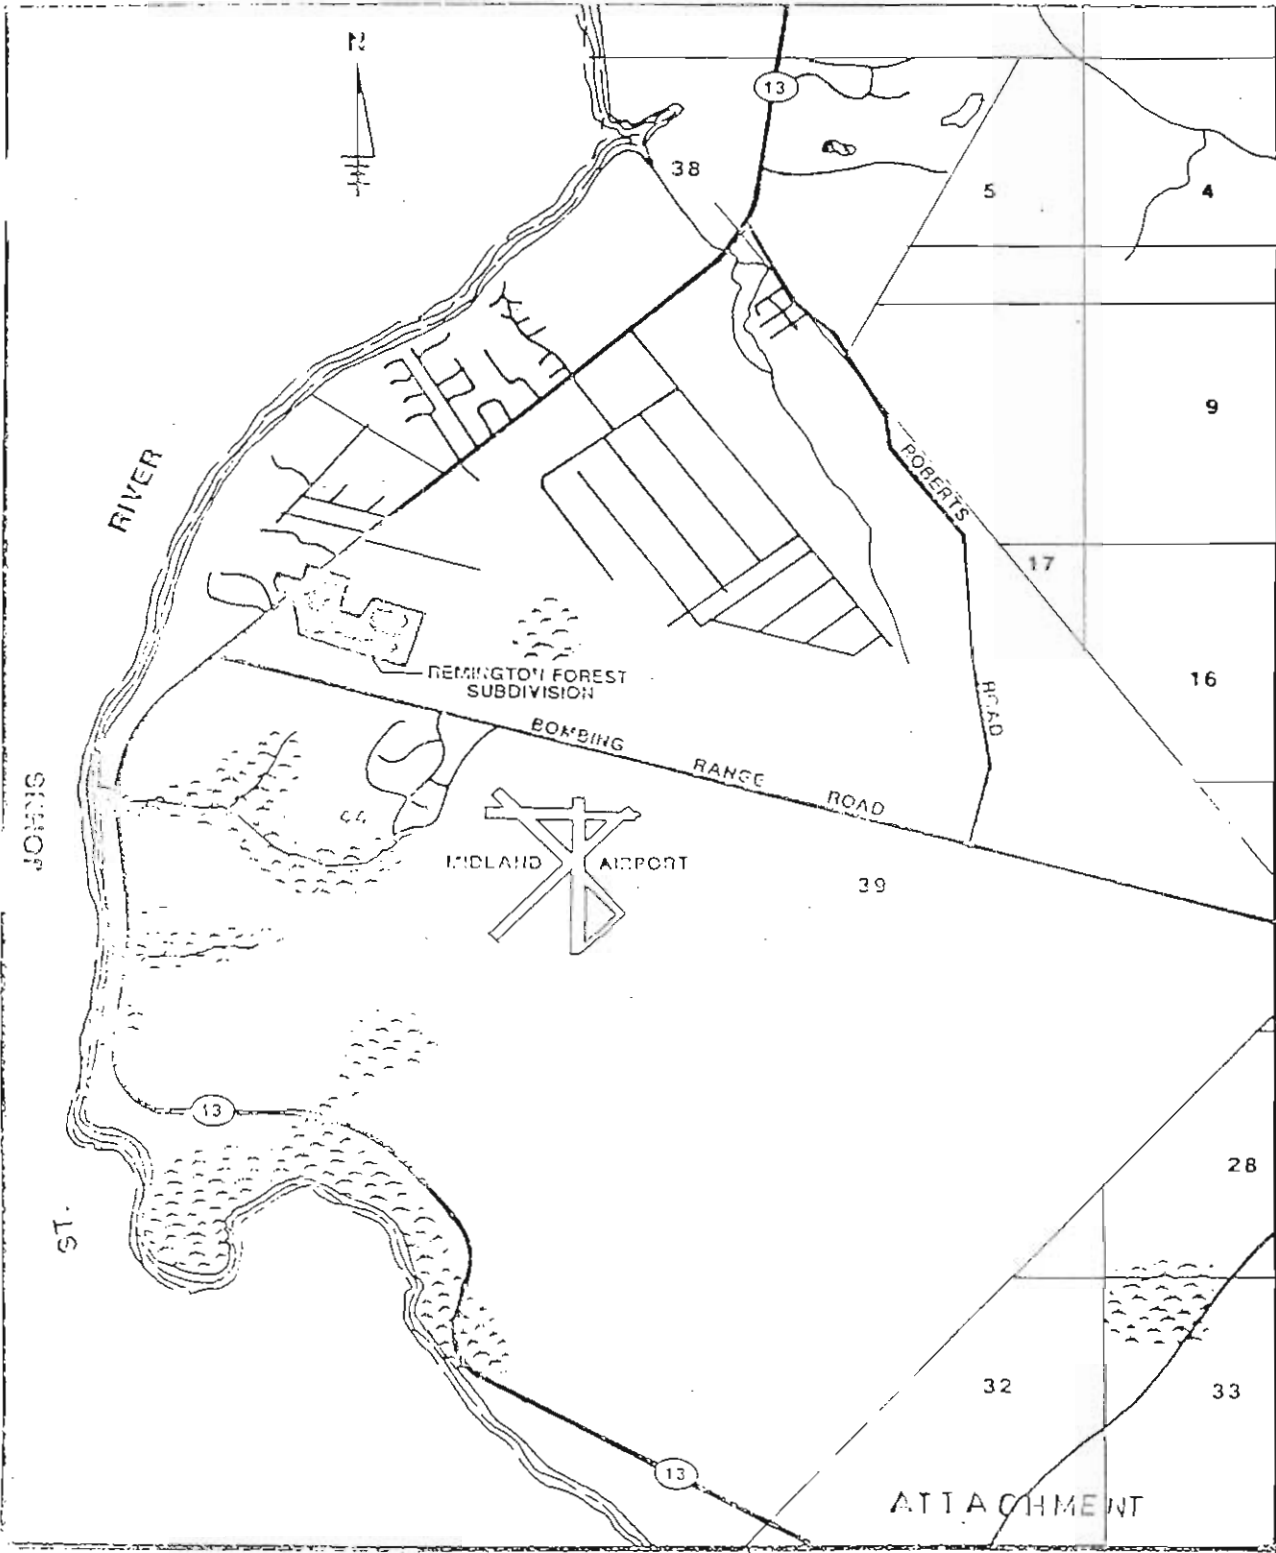 N
13
38
5
4
9
RIVER
ROBERTS
17
REMINGTON FOREST
SUBDIVISION
16
ROAD
BOMBING
RANGE
ROAD
JOHNS
44
MIDLAND AIRPORT
39
13
28
ST.
32
33
13
ATTACHMENT